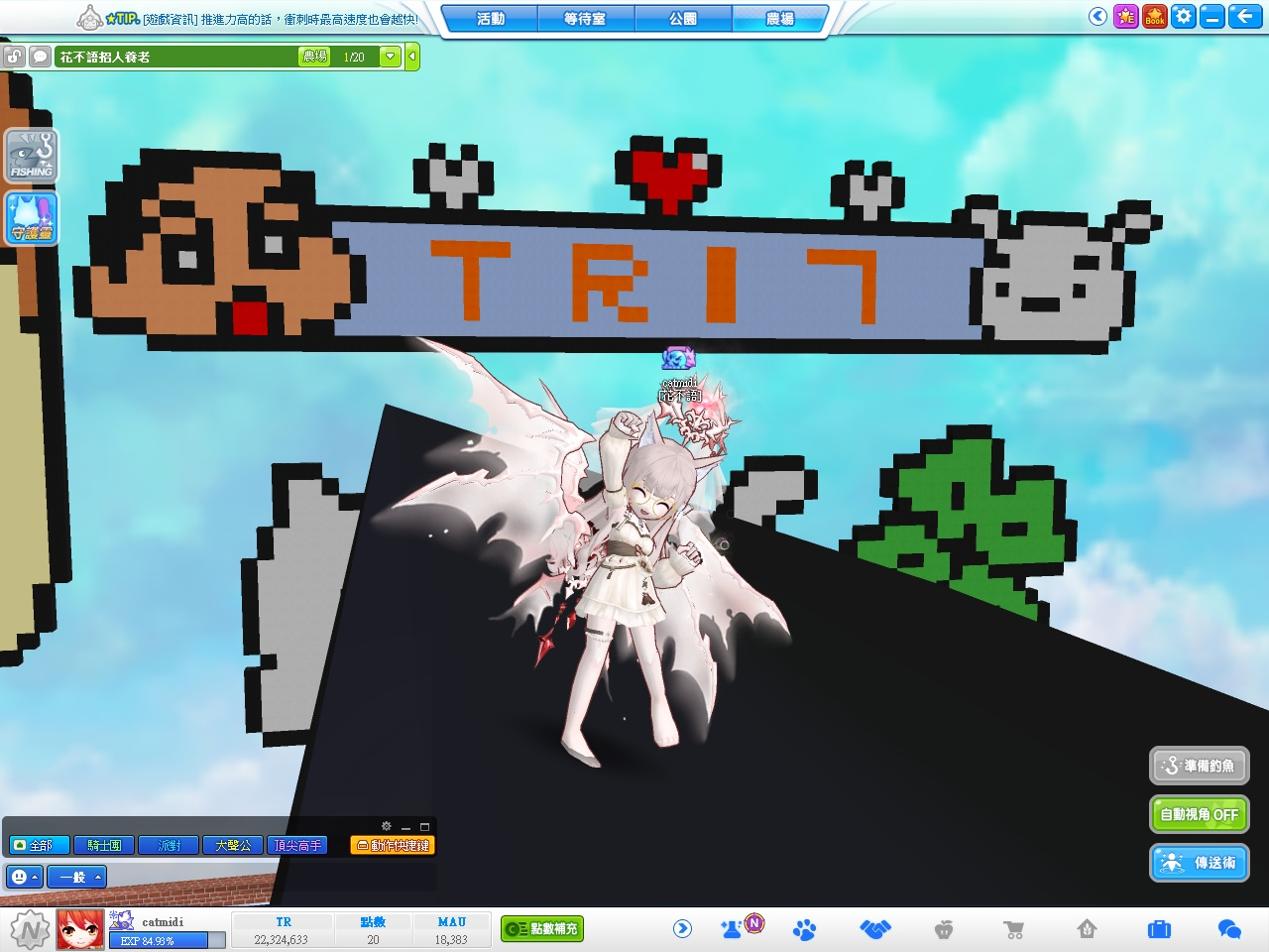 ★TIP. [遊戲資訊] 推進力高的話，衝刺時最高速度也會越快!
活動 等待室 公園 農場
E Book
花不語招人養老 農場 1/20
FISHING
守護靈
TRI7
catmidi
[花不語]
準備釣魚
自動視角 OFF
傳送術
全部 騎士團 派對 大聲公 頂尖高手 動作快捷鍵
一般
N catmidi TR 點數 MAU C 點數補充 N
EXP 84.93% 22,324,633 20 18,383